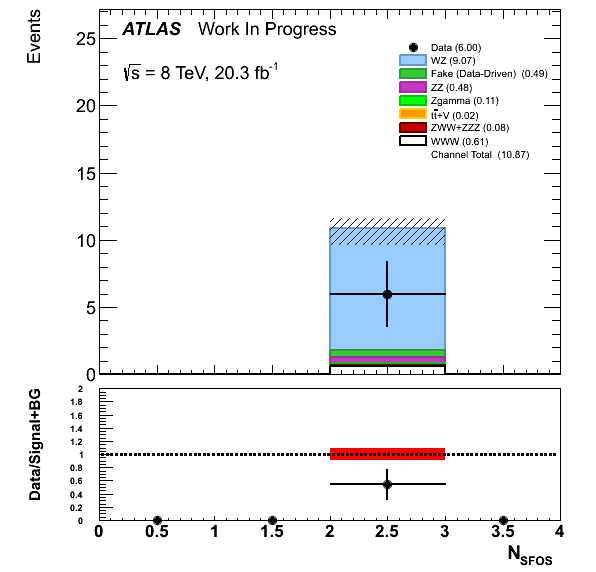 Events
ATLAS Work In Progress
√s = 8 TeV, 20.3 fb⁻¹
Data (6.00)
WZ (9.07)
Fake (Data-Driven) (0.49)
ZZ (0.48)
Zgamma (0.11)
tt̄+V (0.02)
ZWW+ZZZ (0.08)
WWW (0.61)
Channel Total (10.87)
25
20
15
10
5
0
Data/Signal+BG
2
1.8
1.6
1.4
1.2
1
0.8
0.6
0.4
0.2
0
0 0.5 1 1.5 2 2.5 3 3.5 4
N_SFOS